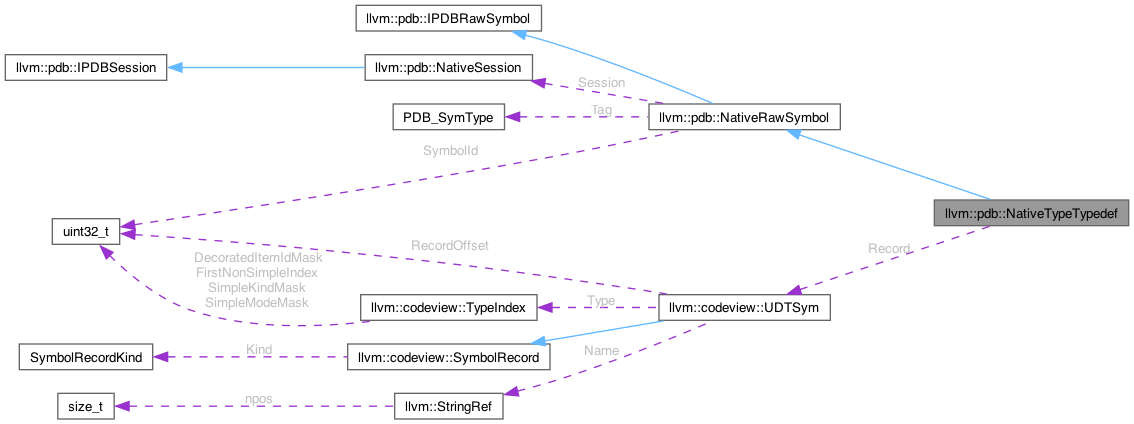 llvm::pdb::IPDBRawSymbol
llvm::pdb::IPDBSession
llvm::pdb::NativeSession
Session
PDB_SymType
Tag
llvm::pdb::NativeRawSymbol
SymbolId
llvm::pdb::NativeTypeTypedef
uint32_t
RecordOffset
Record
DecoratedItemIdMask
FirstNonSimpleIndex
SimpleKindMask
SimpleModeMask
llvm::codeview::TypeIndex
Type
llvm::codeview::UDTSym
SymbolRecordKind
Kind
llvm::codeview::SymbolRecord
Name
size_t
npos
llvm::StringRef